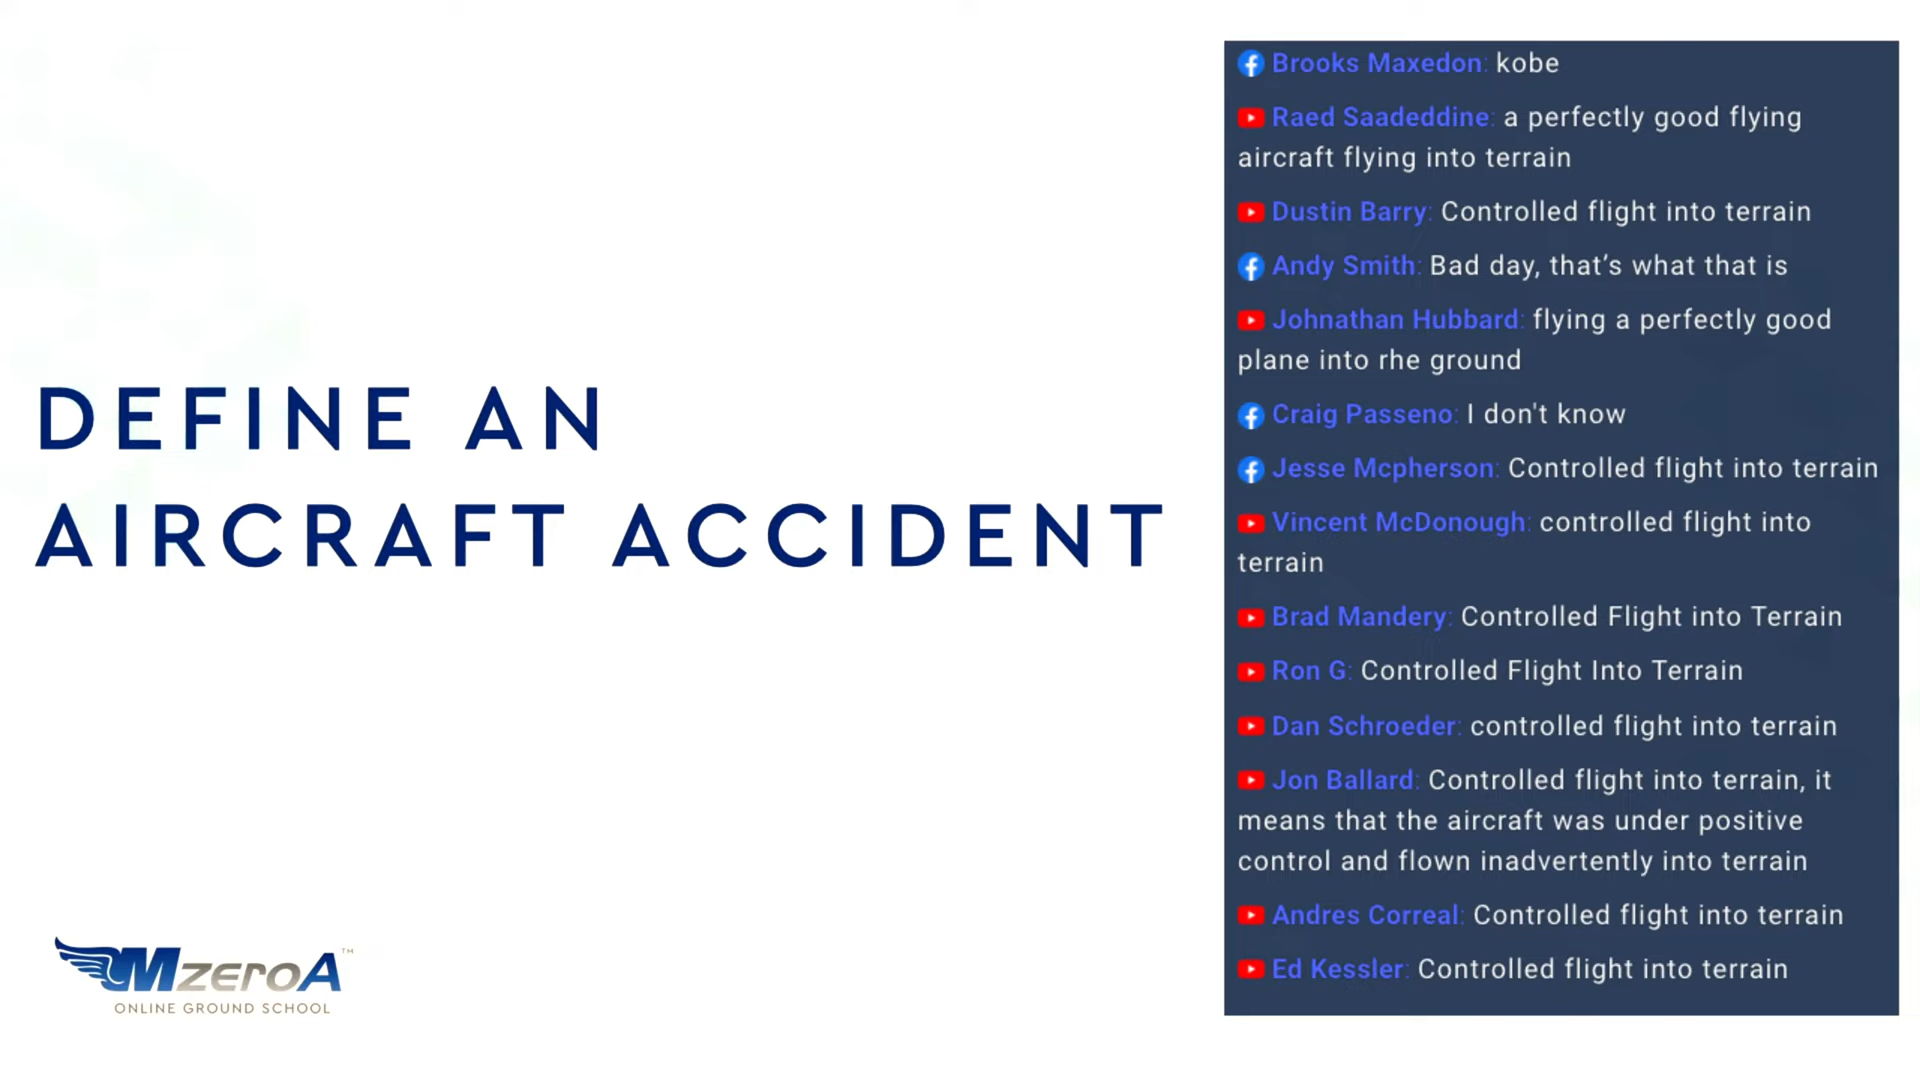 DEFINE AN
AIRCRAFT ACCIDENT
MzeroA™
ONLINE GROUND SCHOOL
Brooks Maxedon: kobe
Raed Saadeddine: a perfectly good flying
aircraft flying into terrain
Dustin Barry: Controlled flight into terrain
Andy Smith: Bad day, that’s what that is
Johnathan Hubbard: flying a perfectly good
plane into rhe ground
Craig Passeno: I don't know
Jesse Mcpherson: Controlled flight into terrain
Vincent McDonough: controlled flight into
terrain
Brad Mandery: Controlled Flight into Terrain
Ron G: Controlled Flight Into Terrain
Dan Schroeder: controlled flight into terrain
Jon Ballard: Controlled flight into terrain, it
means that the aircraft was under positive
control and flown inadvertently into terrain
Andres Correal: Controlled flight into terrain
Ed Kessler: Controlled flight into terrain